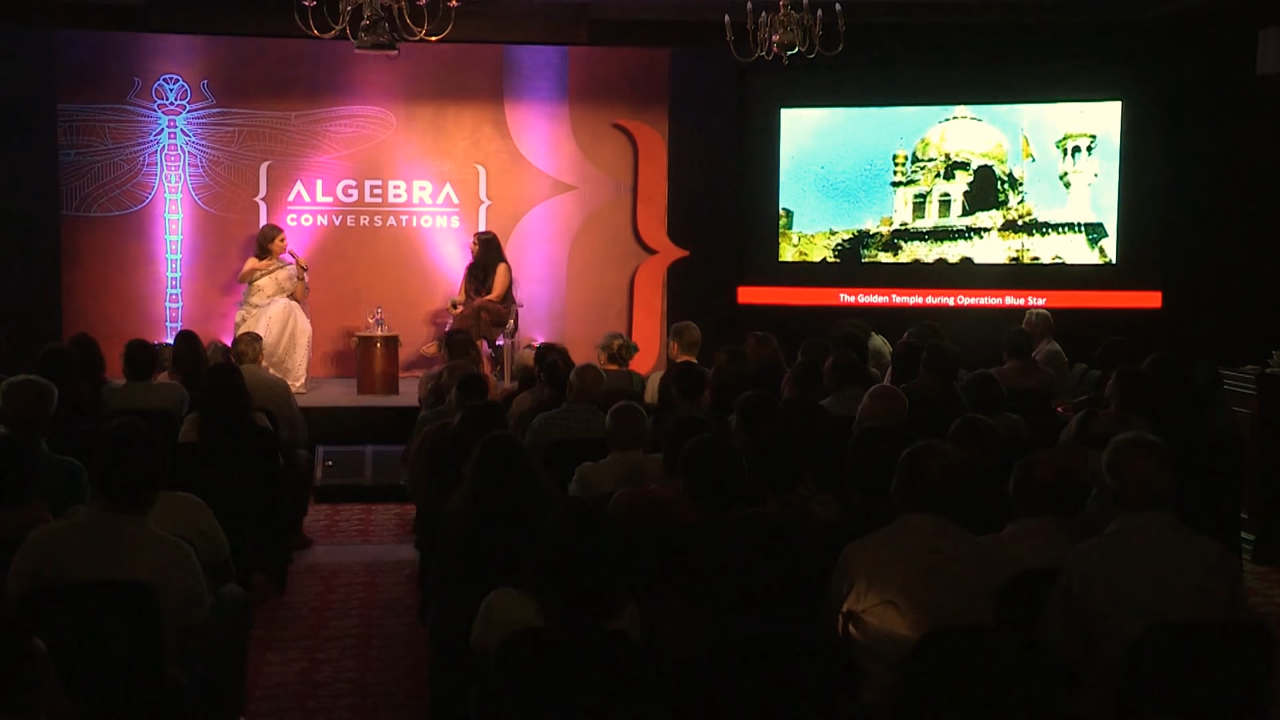 ALGEBRA
CONVERSATIONS
The Golden Temple during Operation Blue Star